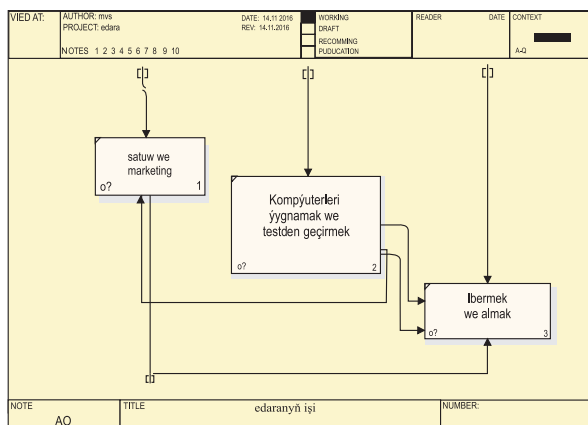 VIED AT:
AUTHOR: mvs
PROJECT: edara
NOTES 1 2 3 4 5 6 7 8 9 10
DATE: 14.11 2016
REV: 14.11.2016
WORKING
DRAFT
RECOMMING
PUDUCATION
READER DATE
CONTEXT
A-Q
satuw we
marketing
o? 1
Kompýuterleri
ýygnamak we
testden geçirmek
o? 2
Ibermek
we almak
o? 3
NOTE
AO
TITLE
edaranyň işi
NUMBER: